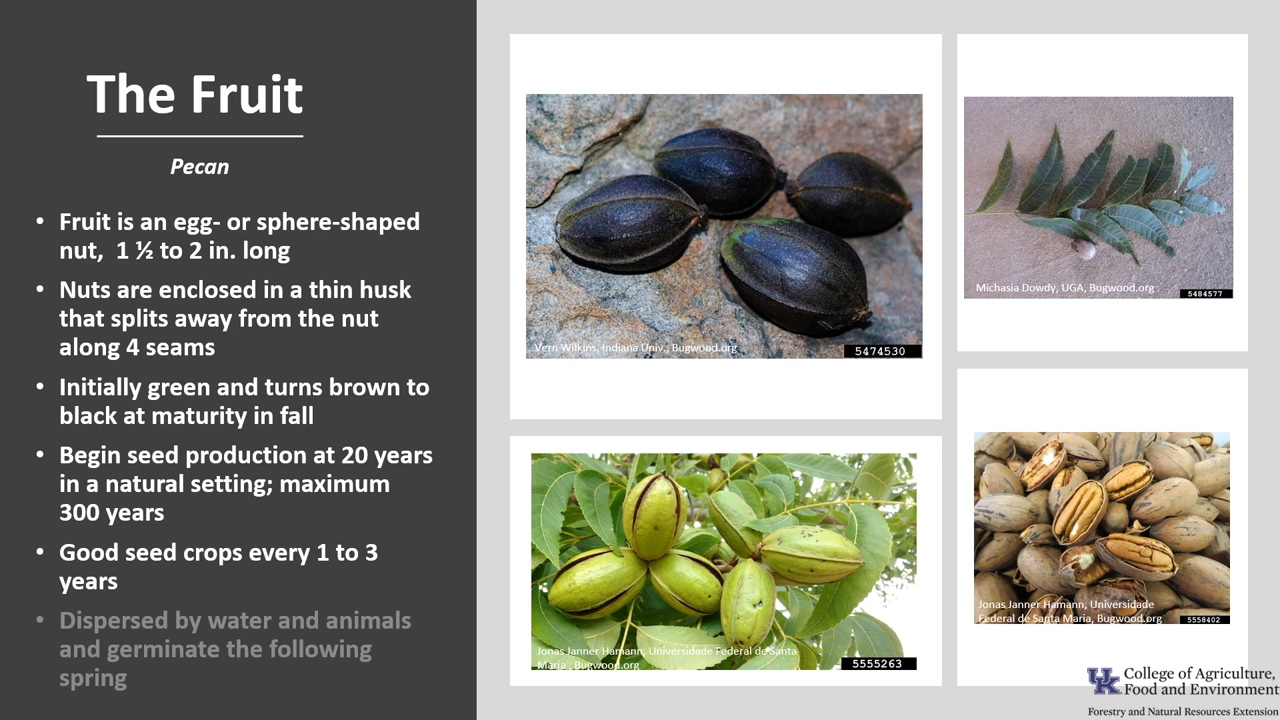 The Fruit
Pecan
• Fruit is an egg- or sphere-shaped
nut, 1 ½ to 2 in. long
• Nuts are enclosed in a thin husk
that splits away from the nut
along 4 seams
• Initially green and turns brown to
black at maturity in fall
• Begin seed production at 20 years
in a natural setting; maximum
300 years
• Good seed crops every 1 to 3
years
• Dispersed by water and animals
and germinate the following
spring
Vern Wilkins, Indiana Univ., Bugwood.org
5474530
Michasia Dowdy, UGA, Bugwood.org
5484577
Jonas Janner Hamann, Universidade Federal de Santa
Maria , Bugwood.org
5555263
Jonas Janner Hamann, Universidade
Federal de Santa Maria, Bugwood.org
5558402
UK
College of Agriculture,
Food and Environment
Forestry and Natural Resources Extension